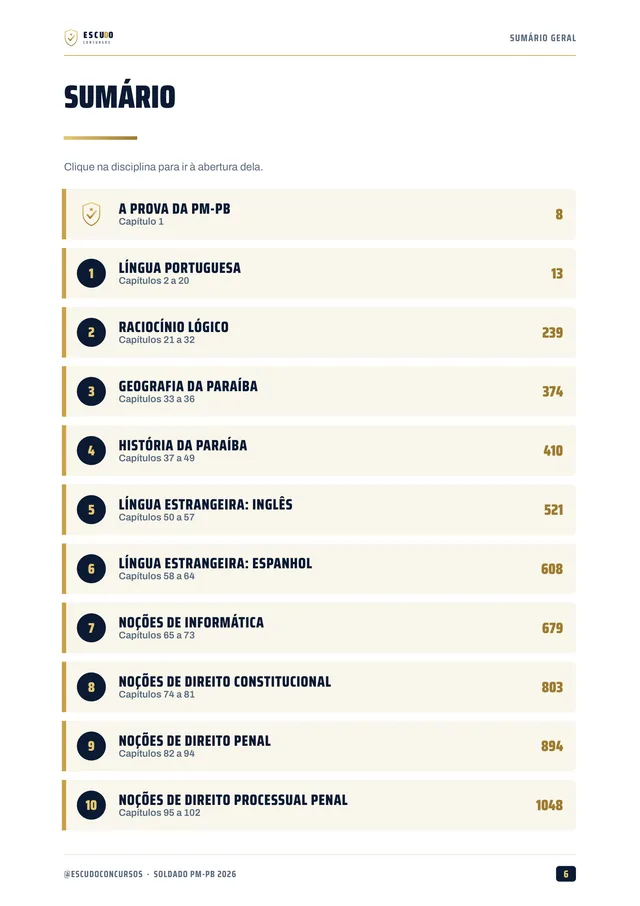 ESCUDO
CONCURSOS
SUMÁRIO GERAL
SUMÁRIO
Clique na disciplina para ir à abertura dela.
A PROVA DA PM-PB
Capítulo 1
8
1
LÍNGUA PORTUGUESA
Capítulos 2 a 20
13
2
RACIOCÍNIO LÓGICO
Capítulos 21 a 32
239
3
GEOGRAFIA DA PARAÍBA
Capítulos 33 a 36
374
4
HISTÓRIA DA PARAÍBA
Capítulos 37 a 49
410
5
LÍNGUA ESTRANGEIRA: INGLÊS
Capítulos 50 a 57
521
6
LÍNGUA ESTRANGEIRA: ESPANHOL
Capítulos 58 a 64
608
7
NOÇÕES DE INFORMÁTICA
Capítulos 65 a 73
679
8
NOÇÕES DE DIREITO CONSTITUCIONAL
Capítulos 74 a 81
803
9
NOÇÕES DE DIREITO PENAL
Capítulos 82 a 94
894
10
NOÇÕES DE DIREITO PROCESSUAL PENAL
Capítulos 95 a 102
1048
@ESCUDOCONCURSOS · SOLDADO PM-PB 2026
6